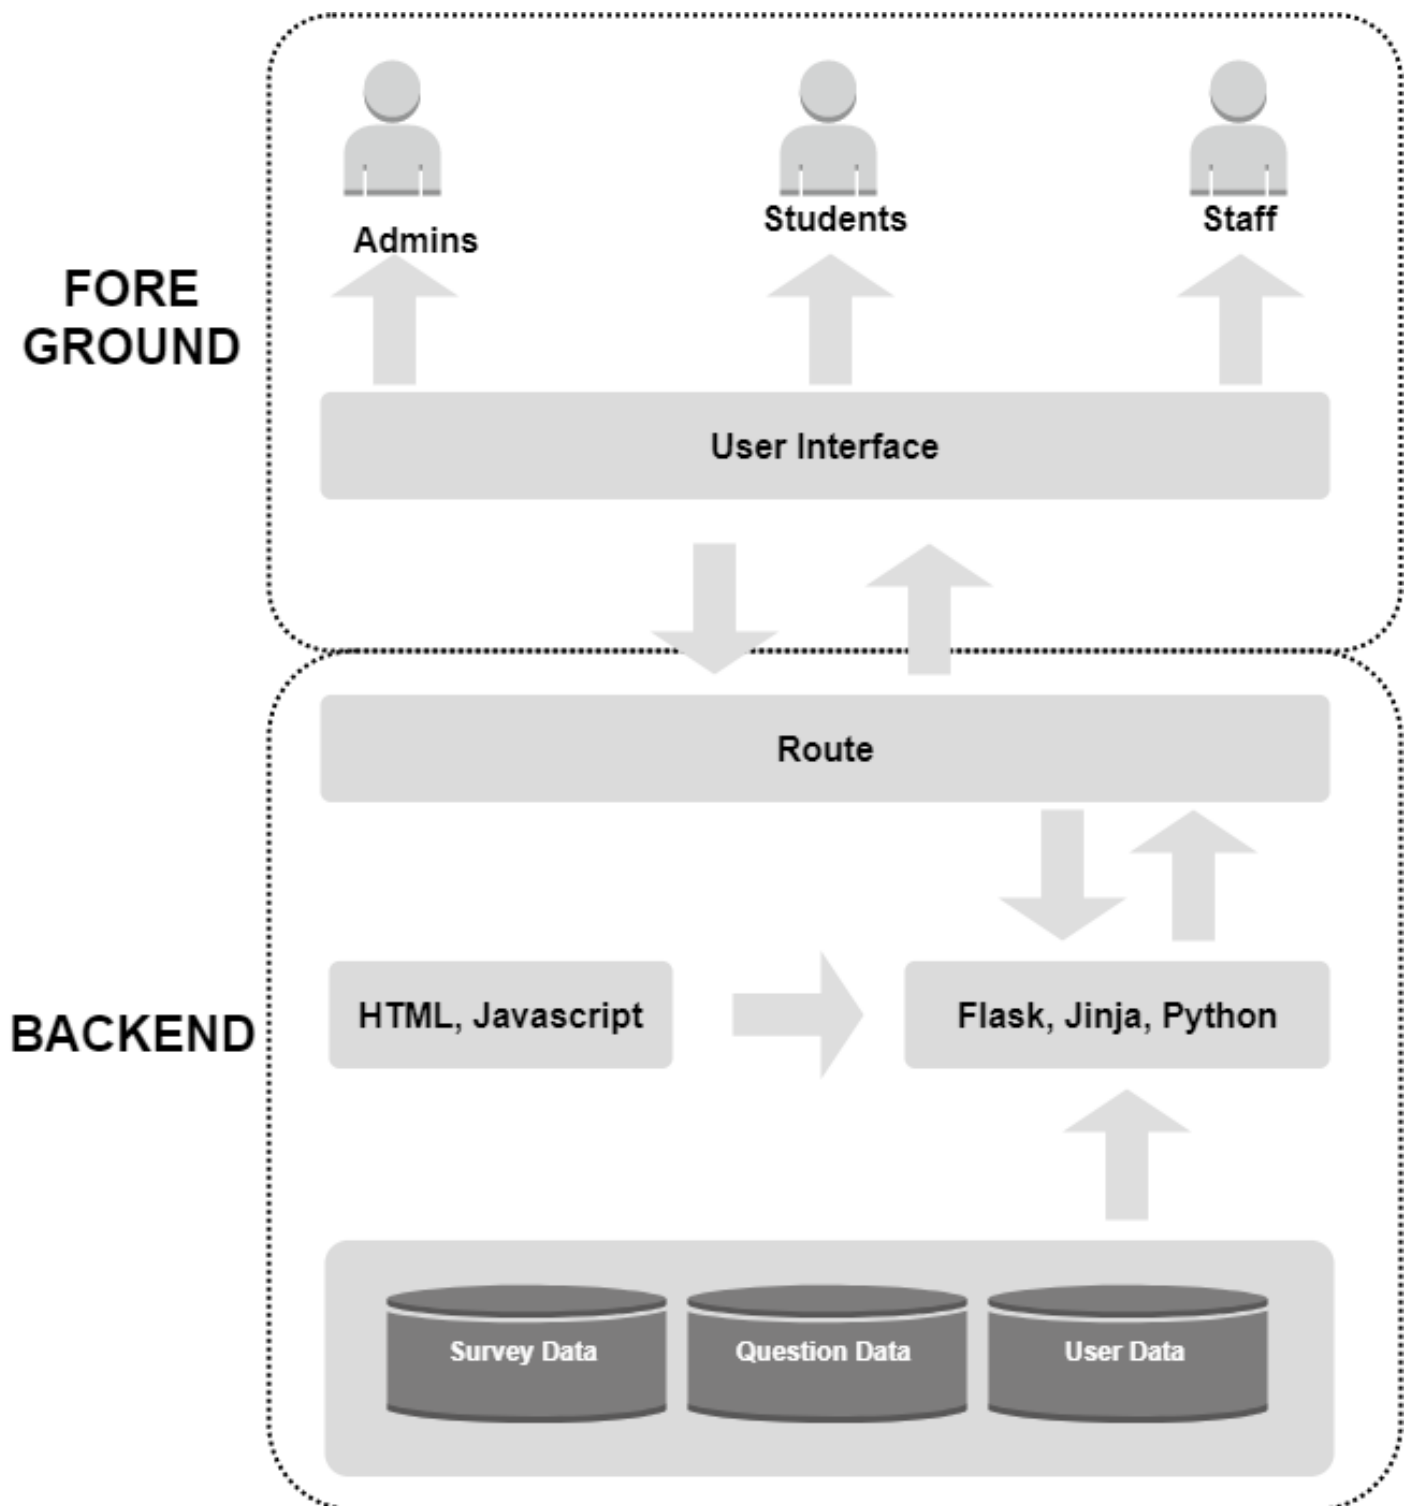 Admins
Students
Staff
FORE
GROUND
User Interface
Route
HTML, Javascript
Flask, Jinja, Python
BACKEND
Survey Data
Question Data
User Data